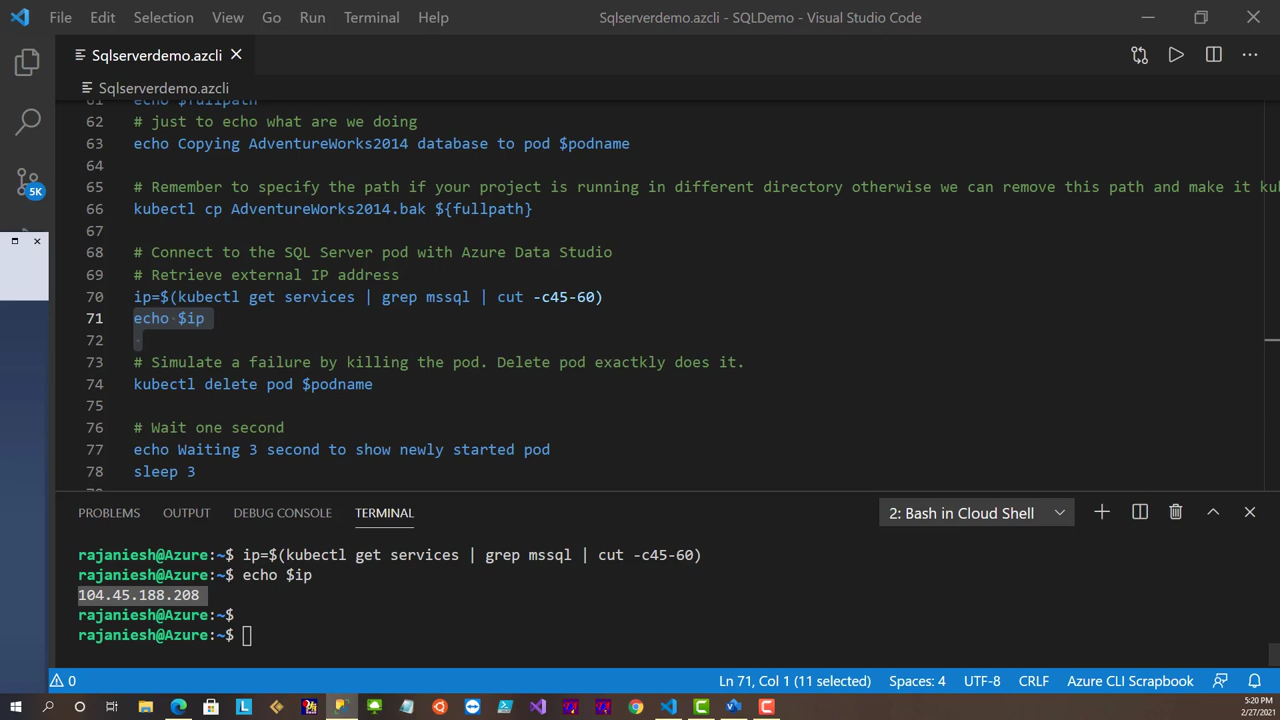 File Edit Selection View Go Run Terminal Help Sqlserverdemo.azcli - SQLDemo - Visual Studio Code
Sqlserverdemo.azcli
Sqlserverdemo.azcli
61 echo $fullpath
62 # just to echo what are we doing
63 echo Copying AdventureWorks2014 database to pod $podname
64
65 # Remember to specify the path if your project is running in different directory otherwise we can remove this path and make it kub
66 kubectl cp AdventureWorks2014.bak ${fullpath}
67
68 # Connect to the SQL Server pod with Azure Data Studio
69 # Retrieve external IP address
70 ip=$(kubectl get services | grep mssql | cut -c45-60)
71 echo $ip
72
73 # Simulate a failure by killing the pod. Delete pod exactkly does it.
74 kubectl delete pod $podname
75
76 # Wait one second
77 echo Waiting 3 second to show newly started pod
78 sleep 3
5K
PROBLEMS OUTPUT DEBUG CONSOLE TERMINAL 2: Bash in Cloud Shell
rajaniesh@Azure:~$ ip=$(kubectl get services | grep mssql | cut -c45-60)
rajaniesh@Azure:~$ echo $ip
104.45.188.208
rajaniesh@Azure:~$
rajaniesh@Azure:~$
0 Ln 71, Col 1 (11 selected) Spaces: 4 UTF-8 CRLF Azure CLI Scrapbook
5:20 PM
2/27/2021